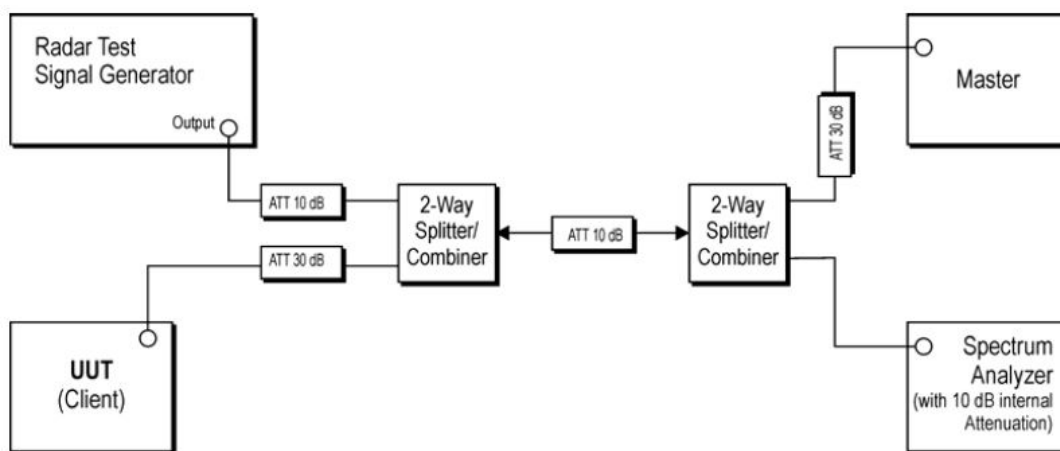 Radar Test
Signal Generator
Output
ATT 10 dB
2-Way
Splitter/
Combiner
ATT 30 dB
UUT
(Client)
ATT 10 dB
2-Way
Splitter/
Combiner
ATT 30 dB
Master
Spectrum
Analyzer
(with 10 dB internal
Attenuation)